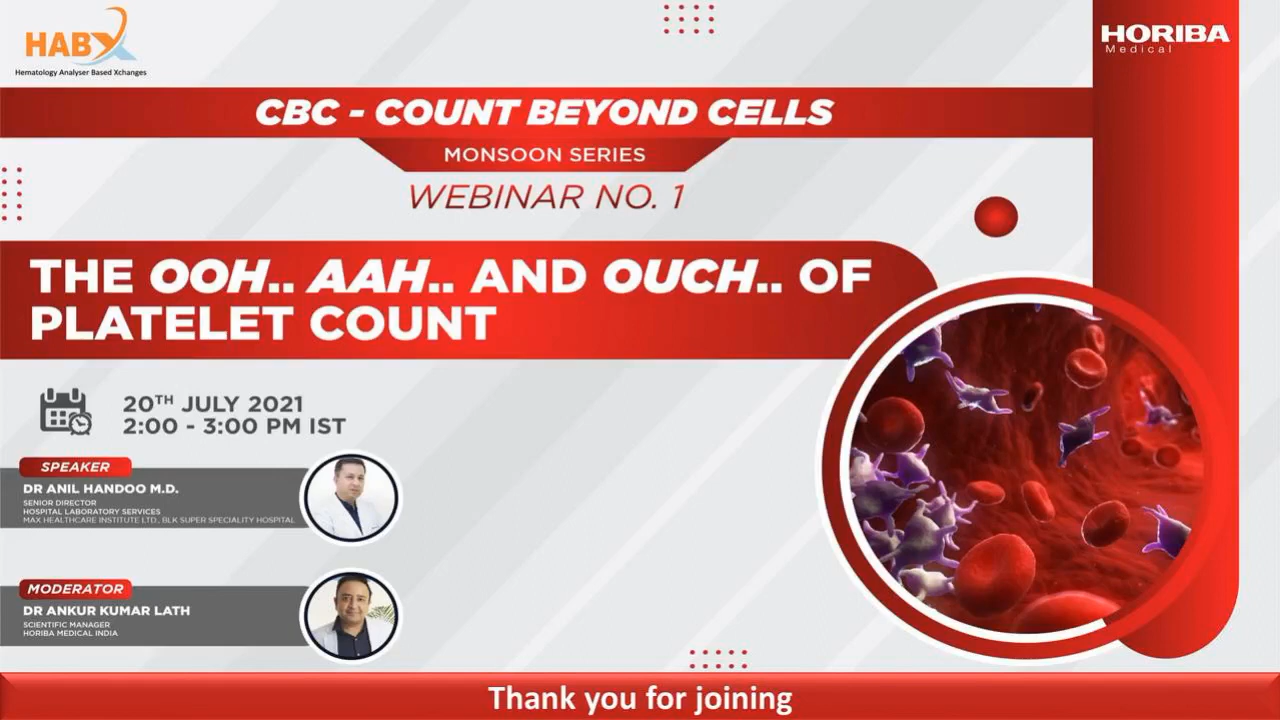 HABX
Hematology Analyser Based Xchanges
HORIBA
Medical
CBC - COUNT BEYOND CELLS
MONSOON SERIES
WEBINAR NO. 1
THE OOH.. AAH.. AND OUCH.. OF
PLATELET COUNT
20TH JULY 2021
2:00 - 3:00 PM IST
SPEAKER
DR ANIL HANDOO M.D.
SENIOR DIRECTOR
HOSPITAL LABORATORY SERVICES
MAX HEALTHCARE INSTITUTE LTD., BLK SUPER SPECIALITY HOSPITAL
MODERATOR
DR ANKUR KUMAR LATH
SCIENTIFIC MANAGER
HORIBA MEDICAL INDIA
Thank you for joining